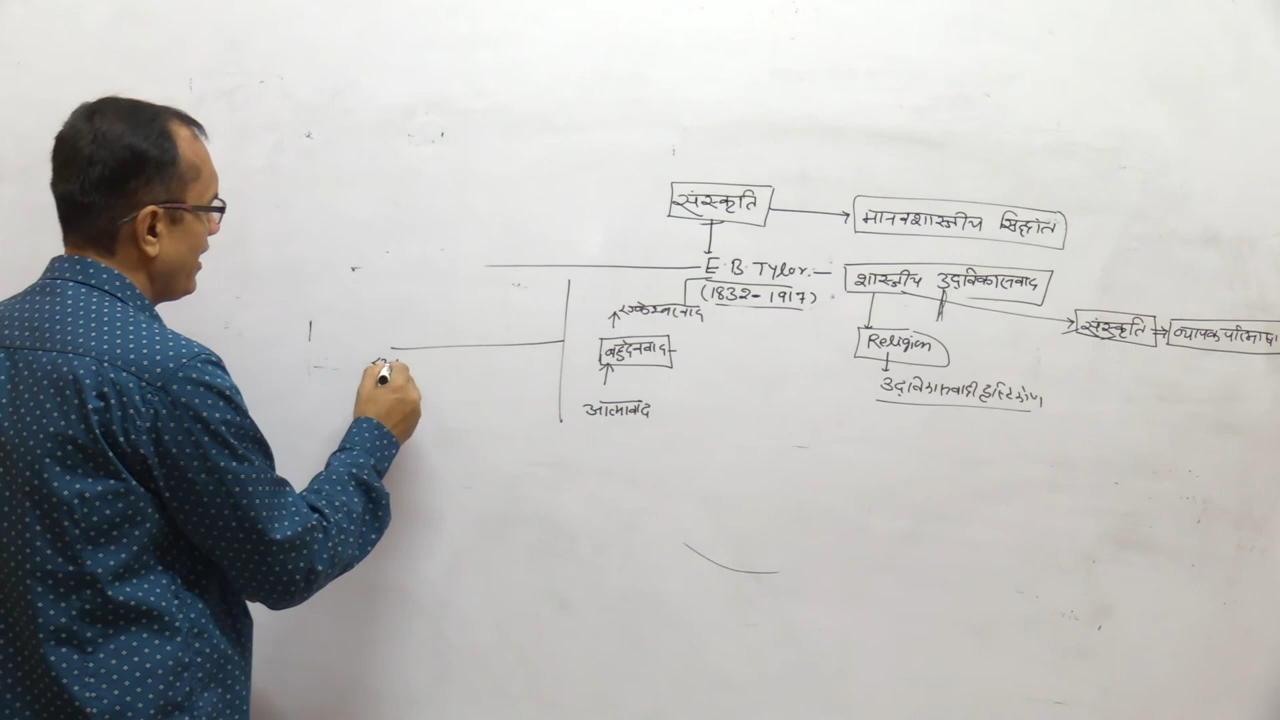 संस्कृति
मानवशास्त्रीय सिद्धांत
E. B. Tylor. —
(1832-1917)
शास्त्रीय उद्विकासवाद
एकेश्वरवाद
संस्कृति
व्यापक परिभाषा
बहुदेववाद
Religion
उद्विकासवादी दृष्टिकोण
आत्मावाद